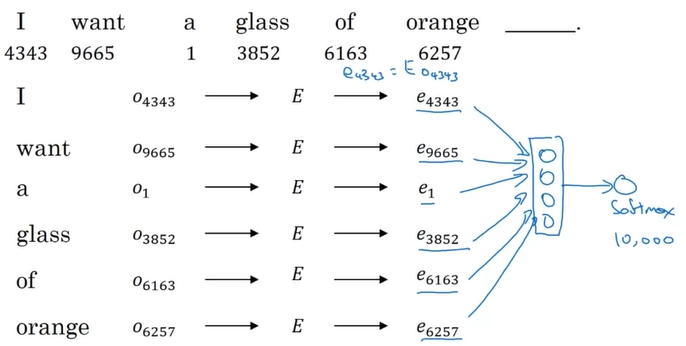 I want a glass of orange ______.
4343 9665 1 3852 6163 6257
e₄₃₄₃ = E o₄₃₄₃
I o₄₃₄₃ → E → e₄₃₄₃
want o₉₆₆₅ → E → e₉₆₆₅
a o₁ → E → e₁
glass o₃₈₅₂ → E → e₃₈₅₂
of o₆₁₆₃ → E → e₆₁₆₃
orange o₆₂₅₇ → E → e₆₂₅₇
Softmax
10,000